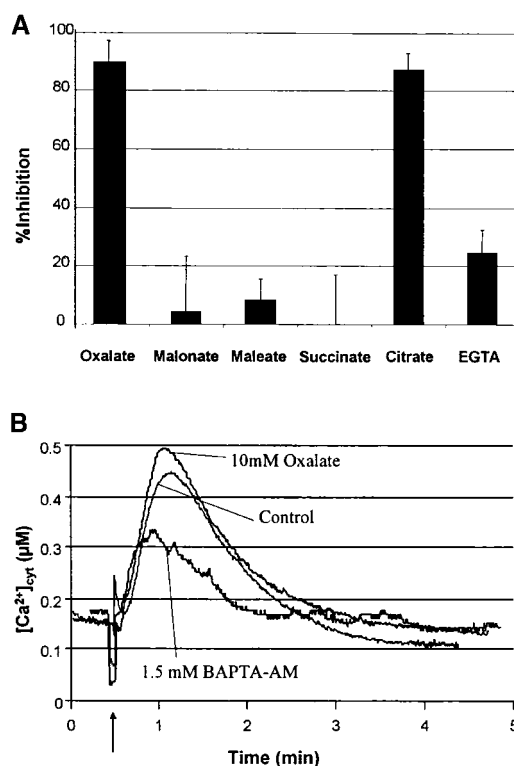 A
100
80
60
40
20
0
%Inhibition
Oxalate Malonate Maleate Succinate Citrate EGTA
B
0.5
0.4
0.3
0.2
0.1
0
[Ca²⁺]cyt (µM)
10mM Oxalate
Control
1.5 mM BAPTA-AM
0 1 2 3 4 5
Time (min)